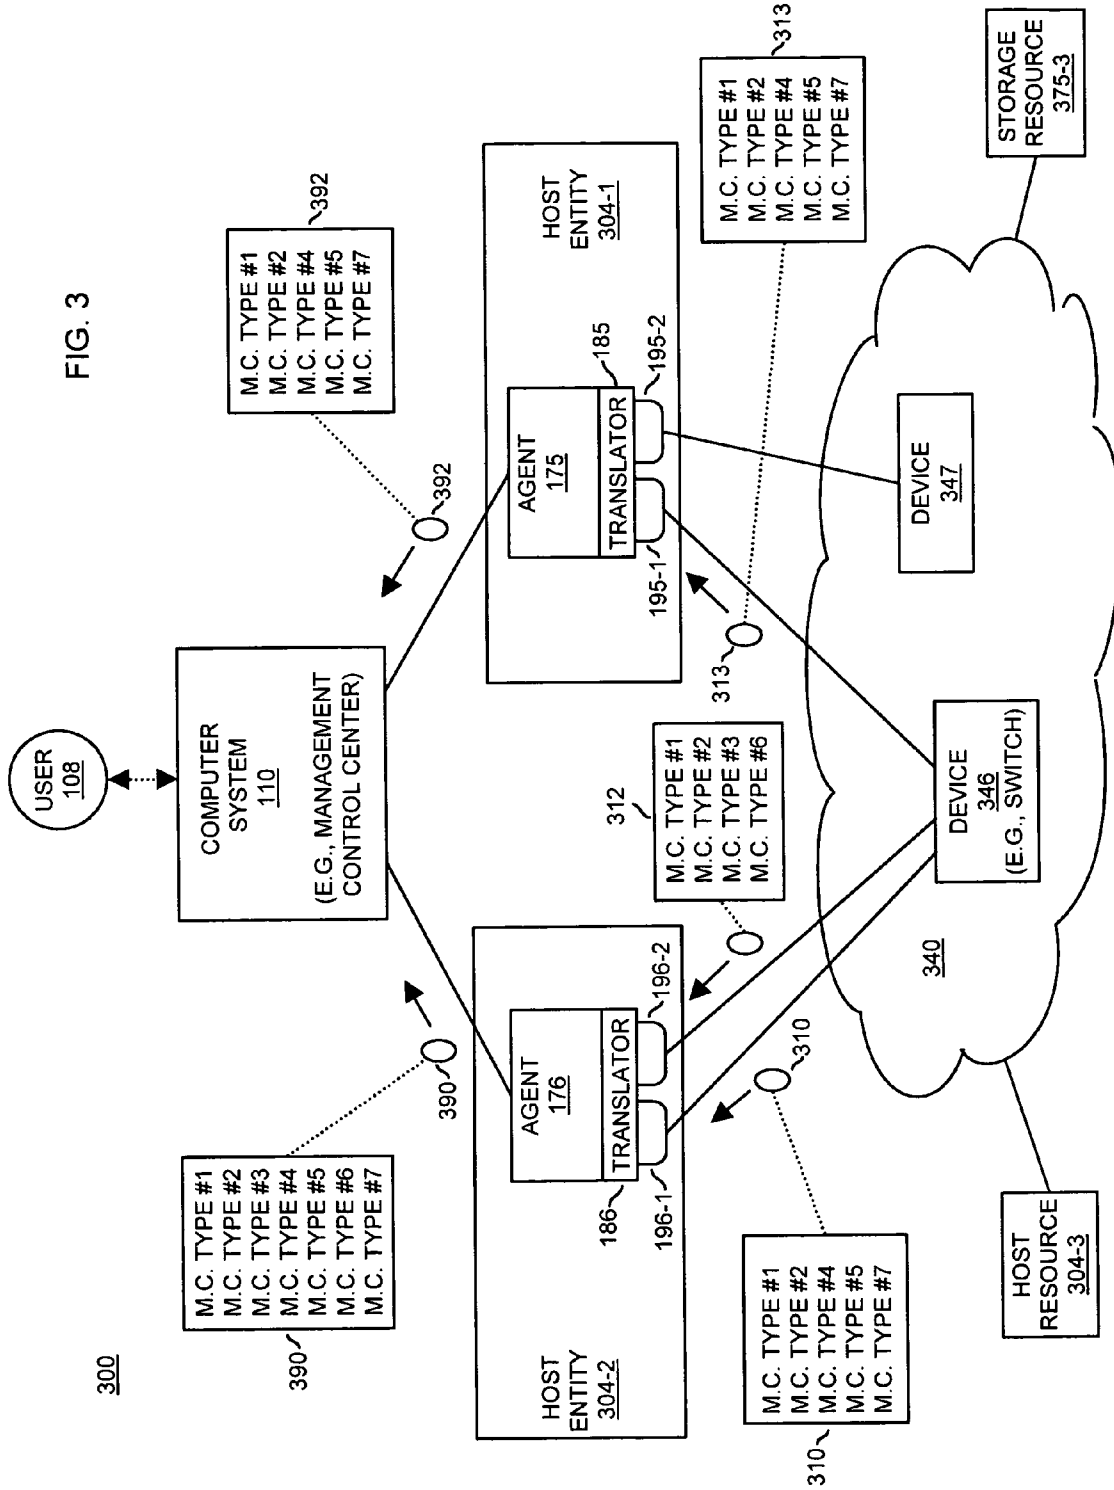 FIG. 3
300
USER
108
COMPUTER
SYSTEM
110
(E.G., MANAGEMENT
CONTROL CENTER)
390
M.C. TYPE #1
M.C. TYPE #2
M.C. TYPE #3
M.C. TYPE #4
M.C. TYPE #5
M.C. TYPE #6
M.C. TYPE #7
390
392
M.C. TYPE #1
M.C. TYPE #2
M.C. TYPE #4
M.C. TYPE #5
M.C. TYPE #7
392
HOST
ENTITY
304-2
AGENT
176
TRANSLATOR
186
196-1
196-2
HOST
ENTITY
304-1
AGENT
175
TRANSLATOR
185
195-1
195-2
310
M.C. TYPE #1
M.C. TYPE #2
M.C. TYPE #4
M.C. TYPE #5
M.C. TYPE #7
310
312
M.C. TYPE #1
M.C. TYPE #2
M.C. TYPE #3
M.C. TYPE #6
313
313
M.C. TYPE #1
M.C. TYPE #2
M.C. TYPE #4
M.C. TYPE #5
M.C. TYPE #7
340
DEVICE
346
(E.G., SWITCH)
DEVICE
347
HOST
RESOURCE
304-3
STORAGE
RESOURCE
375-3